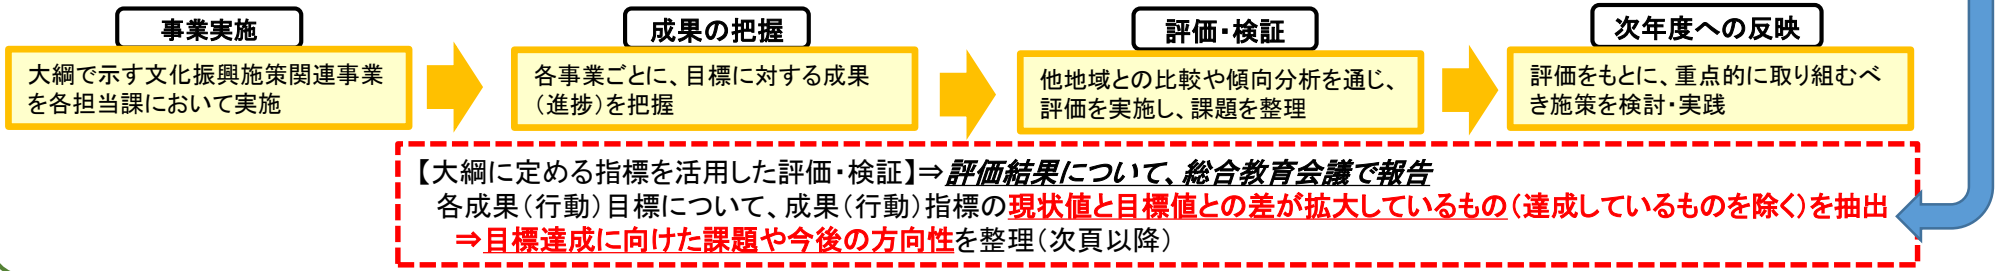 事業実施
大綱で示す文化振興施策関連事業
を各担当課において実施
成果の把握
各事業ごとに、目標に対する成果
（進捗）を把握
評価・検証
他地域との比較や傾向分析を通じ、
評価を実施し、課題を整理
次年度への反映
評価をもとに、重点的に取り組むべ
き施策を検討・実践
【大綱に定める指標を活用した評価・検証】⇒評価結果について、総合教育会議で報告
各成果（行動）目標について、成果（行動）指標の現状値と目標値との差が拡大しているもの（達成しているものを除く）を抽出
⇒目標達成に向けた課題や今後の方向性を整理（次頁以降）